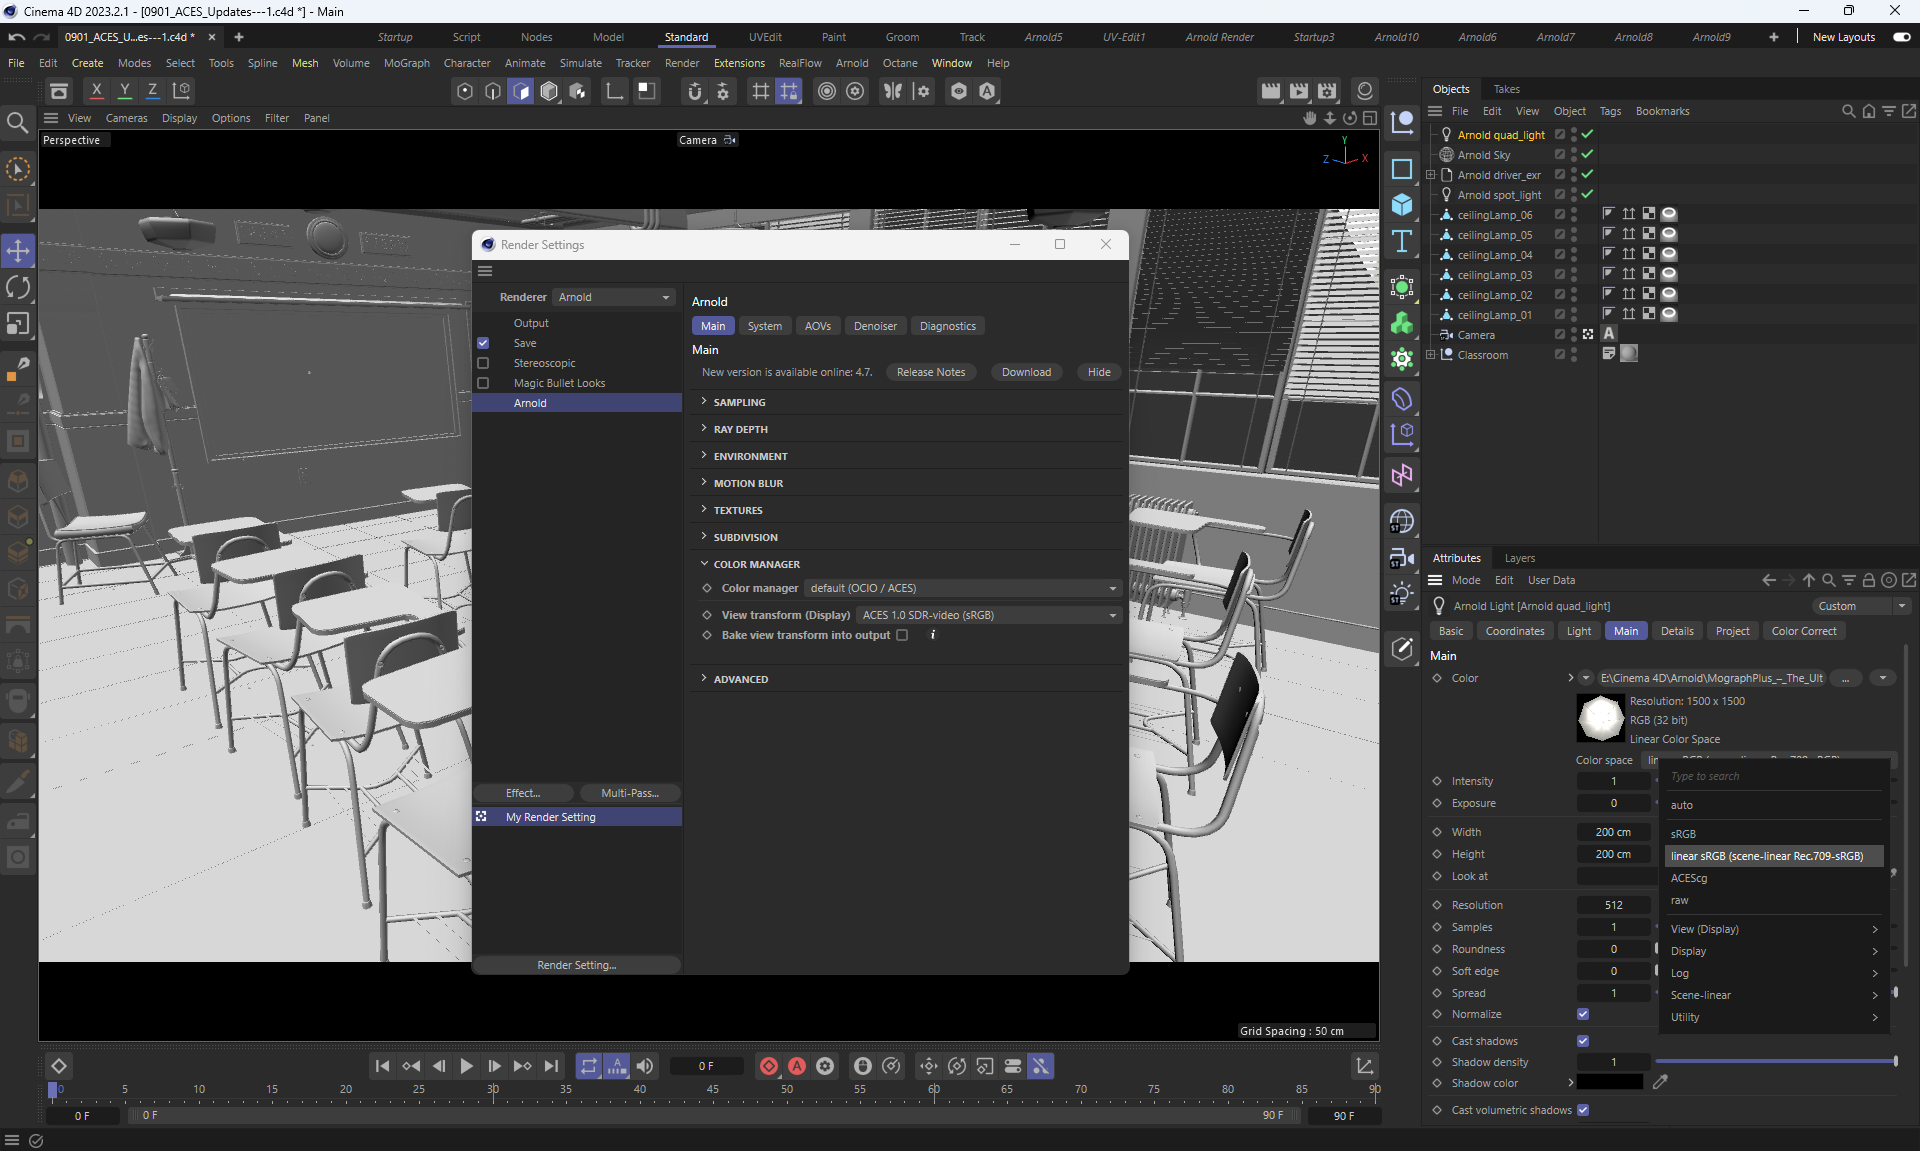 Cinema 4D 2023.2.1 - [0901_ACES_Updates---1.c4d *] - Main
0901_ACES_U...es---1.c4d *
Startup Script Nodes Model Standard UVEdit Paint Groom Track Arnold5 UV-Edit1 Arnold Render Startup3 Arnold10 Arnold6 Arnold7 Arnold8 Arnold9 New Layouts
File Edit Create Modes Select Tools Spline Mesh Volume MoGraph Character Animate Simulate Tracker Render Extensions RealFlow Arnold Octane Window Help
X Y Z
View Cameras Display Options Filter Panel
Perspective
Camera
Y
Z X
Render Settings
Renderer Arnold
Output
Save
Stereoscopic
Magic Bullet Looks
Arnold
Effect...
Multi-Pass...
My Render Setting
Render Setting...
Arnold
Main System AOVs Denoiser Diagnostics
Main
New version is available online: 4.7. Release Notes Download Hide
SAMPLING
RAY DEPTH
ENVIRONMENT
MOTION BLUR
TEXTURES
SUBDIVISION
COLOR MANAGER
Color manager default (OCIO / ACES)
View transform (Display) ACES 1.0 SDR-video (sRGB)
Bake view transform into output
ADVANCED
Grid Spacing : 50 cm
Objects Takes
File Edit View Object Tags Bookmarks
Arnold quad_light
Arnold Sky
Arnold driver_exr
Arnold spot_light
ceilingLamp_06
ceilingLamp_05
ceilingLamp_04
ceilingLamp_03
ceilingLamp_02
ceilingLamp_01
Camera
Classroom
Attributes Layers
Mode Edit User Data
Arnold Light [Arnold quad_light]
Custom
Basic Coordinates Light Main Details Project Color Correct
Main
Color E:\Cinema 4D\Arnold\MographPlus_–_The_Ult ...
Resolution: 1500 x 1500
RGB (32 bit)
Linear Color Space
Color space
Intensity 1
Exposure 0
Width 200 cm
Height 200 cm
Look at
Resolution 512
Samples 1
Roundness 0
Soft edge 0
Spread 1
Normalize
Cast shadows
Shadow density 1
Shadow color
Cast volumetric shadows
Type to search
auto
sRGB
linear sRGB (scene-linear Rec.709-sRGB)
ACEScg
raw
View (Display)
Display
Log
Scene-linear
Utility
0 F
0 5 10 15 20 25 30 35 40 45 50 55 60 65 70 75 80 85 90
0 F 0 F 90 F 90 F